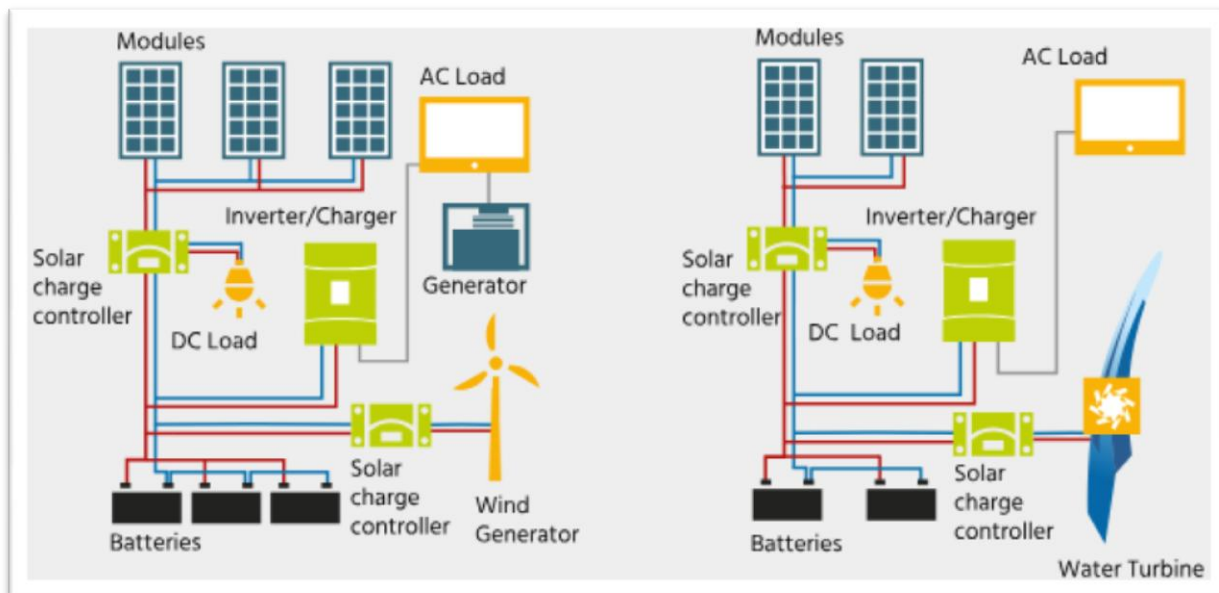 Modules
AC Load
Inverter/Charger
Solar
charge
controller
Generator
DC Load
Solar
charge
controller
Wind
Generator
Batteries
Modules
AC Load
Inverter/Charger
Solar
charge
controller
DC Load
Solar
charge
controller
Batteries
Water Turbine